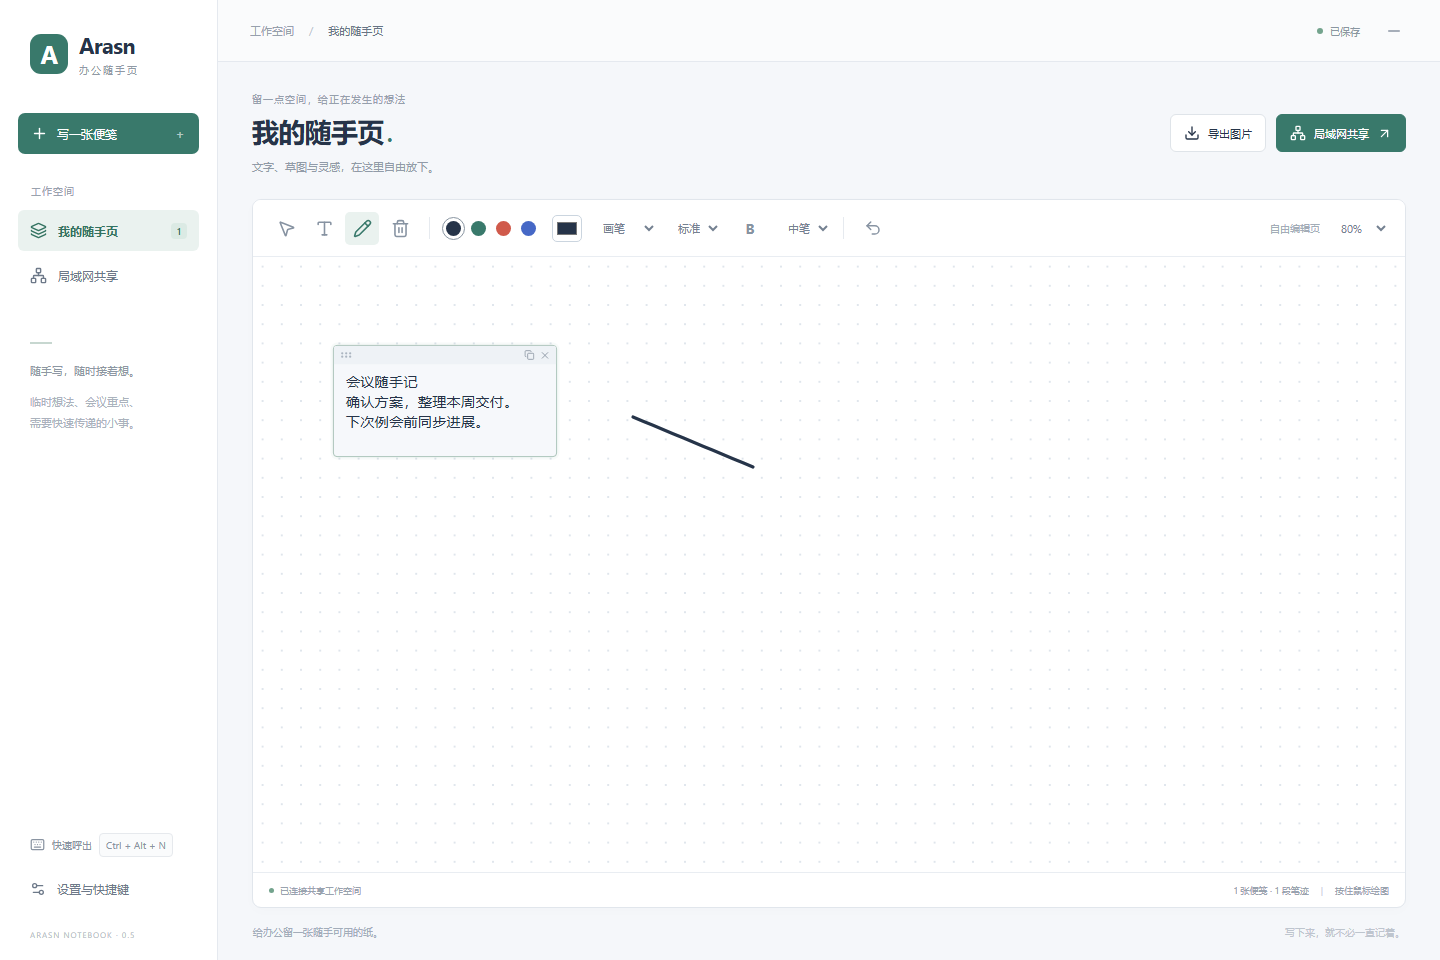 Arasn
办公随手页
写一张便笺 +
工作空间
我的随手页 1
局域网共享
随手写，随时接着想。
临时想法、会议重点、
需要快速传递的小事。
快速呼出 Ctrl + Alt + N
设置与快捷键
ARASN NOTEBOOK · 0.5
工作空间 / 我的随手页
已保存
留一点空间，给正在发生的想法
我的随手页.
文字、草图与灵感，在这里自由放下。
导出图片
局域网共享
画笔 标准 B 中笔
自由编辑页 80%
会议随手记
确认方案，整理本周交付。
下次例会前同步进展。
已连接共享工作空间
1 张便笺 · 1 段笔迹 | 按住鼠标绘图
给办公留一张随手可用的纸。
写下来，就不必一直记着。